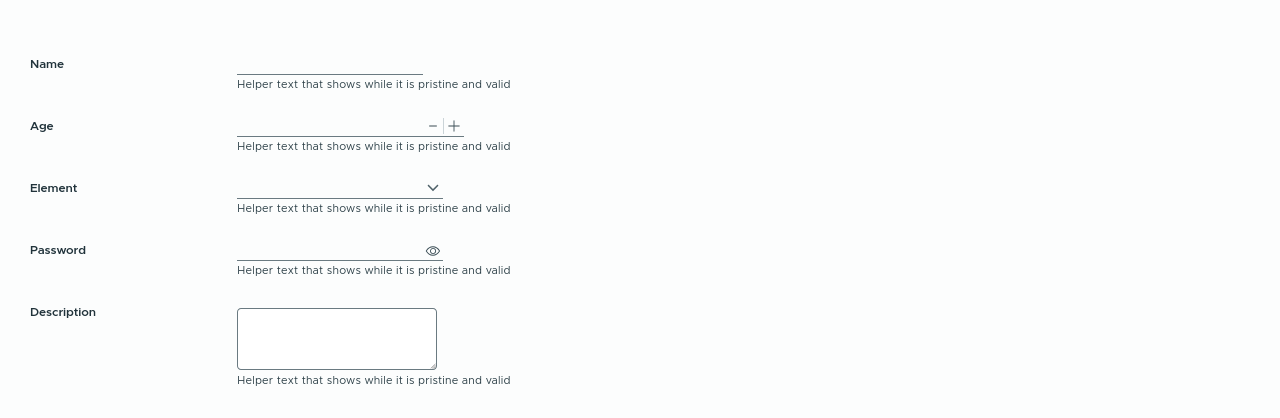 Name
Helper text that shows while it is pristine and valid
Age
Helper text that shows while it is pristine and valid
Element
Helper text that shows while it is pristine and valid
Password
Helper text that shows while it is pristine and valid
Description
Helper text that shows while it is pristine and valid